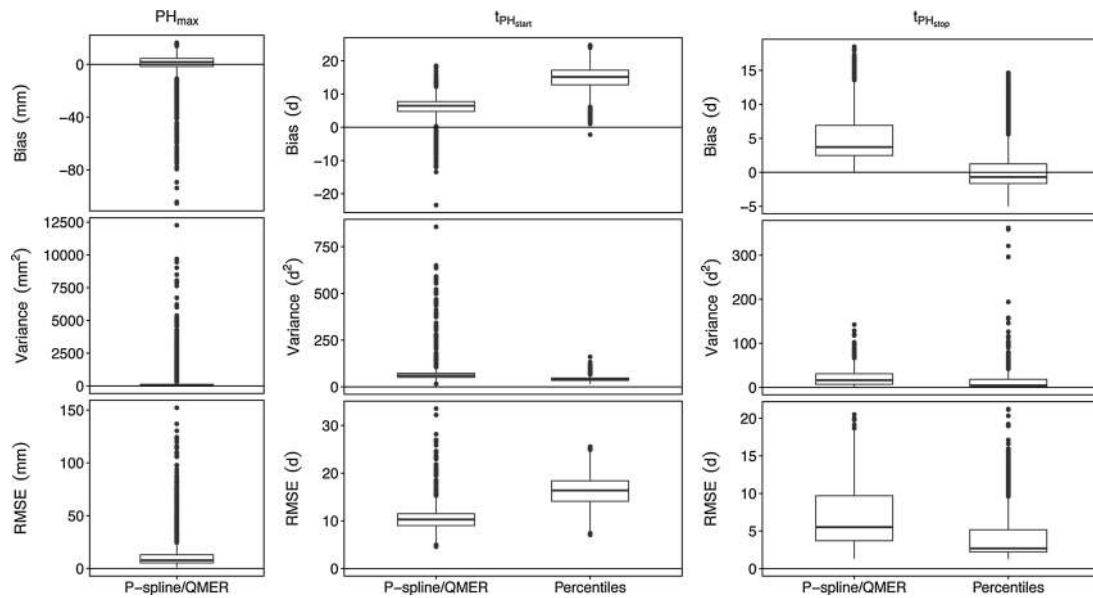 PHmax
tPHstart
tPHstop
Bias (mm)
0
−40
−80
Bias (d)
20
10
0
−10
−20
Bias (d)
15
10
5
0
−5
Variance (mm²)
12500
10000
7500
5000
2500
0
Variance (d²)
750
500
250
0
Variance (d²)
300
200
100
0
RMSE (mm)
150
100
50
0
RMSE (d)
30
20
10
0
RMSE (d)
20
15
10
5
0
P−spline/QMER
P−spline/QMER
Percentiles
P−spline/QMER
Percentiles